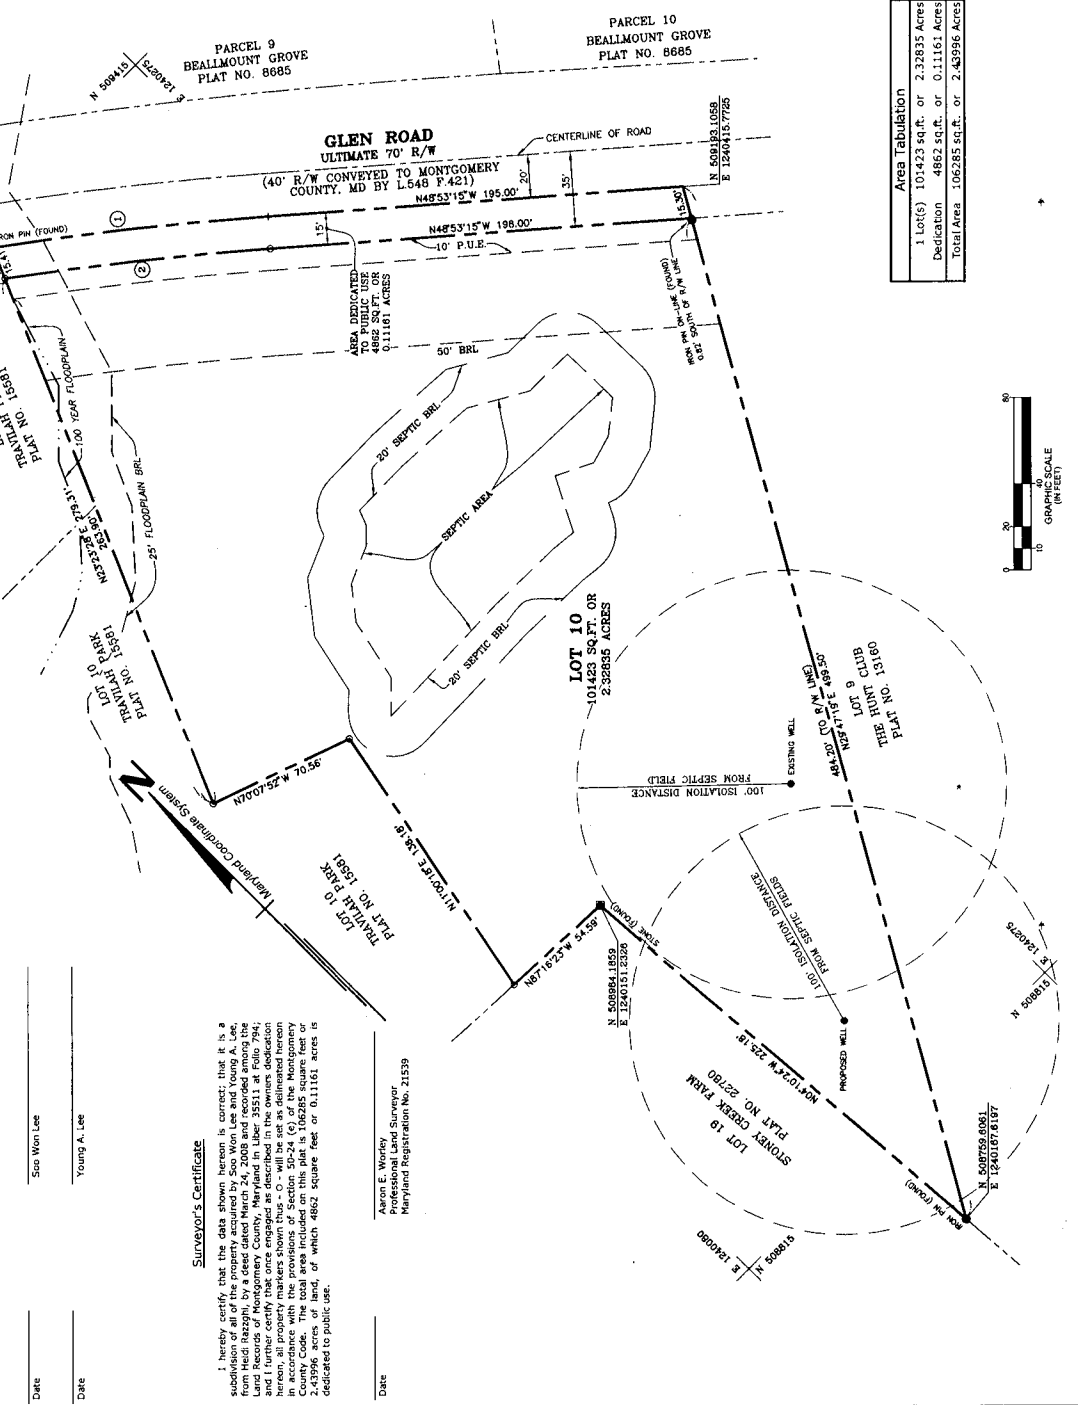 PARCEL 9
BEALLMOUNT GROVE
PLAT NO. 8685
PARCEL 10
BEALLMOUNT GROVE
PLAT NO. 8685
N 509415
E 1240275
GLEN ROAD
ULTIMATE 70' R/W
(40' R/W CONVEYED TO MONTGOMERY
COUNTY, MD BY L.548 F.421)
CENTERLINE OF ROAD
20'
35'
N 509193.1058
E 1240415.7725
N48°53'15"W 195.00'
N48°53'15"W 198.00'
10' P.U.E.
15'
15.30'
15.41'
IRON PIN (FOUND)
1
2
AREA DEDICATED
TO PUBLIC USE
4862 SQ.FT. OR
0.11161 ACRES
IRON PIN ON-LINE (FOUND)
0.82' SOUTH OF R/W LINE
50' BRL
100 YEAR FLOODPLAIN
25' FLOODPLAIN BRL
TRAVILAH
PLAT NO. 15581
N23°23'28"E 279.31'
263.90'
20' SEPTIC BRL
SEPTIC AREA
20' SEPTIC BRL
LOT 10
TRAVILAH PARK
PLAT NO. 15581
LOT 10
101423 SQ.FT. OR
2.32835 ACRES
484.20' (TO R/W LINE)
N29°47'19"E 499.50'
LOT 9
THE HUNT CLUB
PLAT NO. 13160
EXISTING WELL
100' ISOLATION DISTANCE
FROM SEPTIC FIELD
N70°07'52"W 70.56'
Maryland Coordinate System
N
LOT 10
TRAVILAH PARK
PLAT NO. 15581
N11°00'18"E 138.18'
N87°16'23"W 54.59'
STONE (FOUND)
N 508984.1859
E 1240151.2326
100' ISOLATION DISTANCE
FROM SEPTIC FIELDS
PROPOSED WELL
N04°10'24"W 225.18'
LOT 19
STONEY CREEK FARM
PLAT NO. 22780
N 508815
E 1240275
N 508759.6061
E 1240167.6197
IRON PIN (FOUND)
E 1240080
N 508815
Area Tabulation
1 Lot(s) 101423 sq.ft. or 2.32835 Acres
Dedication 4862 sq.ft. or 0.11161 Acres
Total Area 106285 sq.ft. or 2.43996 Acres
0 10 20 40 80
GRAPHIC SCALE
(IN FEET)
Date
Soo Won Lee
Date
Young A. Lee
Surveyor's Certificate
I hereby certify that the data shown hereon is correct; that it is a
subdivision of all of the property acquired by Soo Won Lee and Young A. Lee,
from Heidi Razzghi, by a deed dated March 24, 2008 and recorded among the
Land Records of Montgomery County, Maryland in Liber 35511 at Folio 794;
and I further certify that once engaged as described in the owners dedication
hereon, all property markers shown thus - O - will be set as delineated hereon
in accordance with the provisions of Section 50-24 (e) of the Montgomery
County Code. The total area included on this plat is 106285 square feet or
2.43996 acres of land, of which 4862 square feet or 0.11161 acres is
dedicated to public use.
Date
Aaron E. Worley
Professional Land Surveyor
Maryland Registration No. 21539